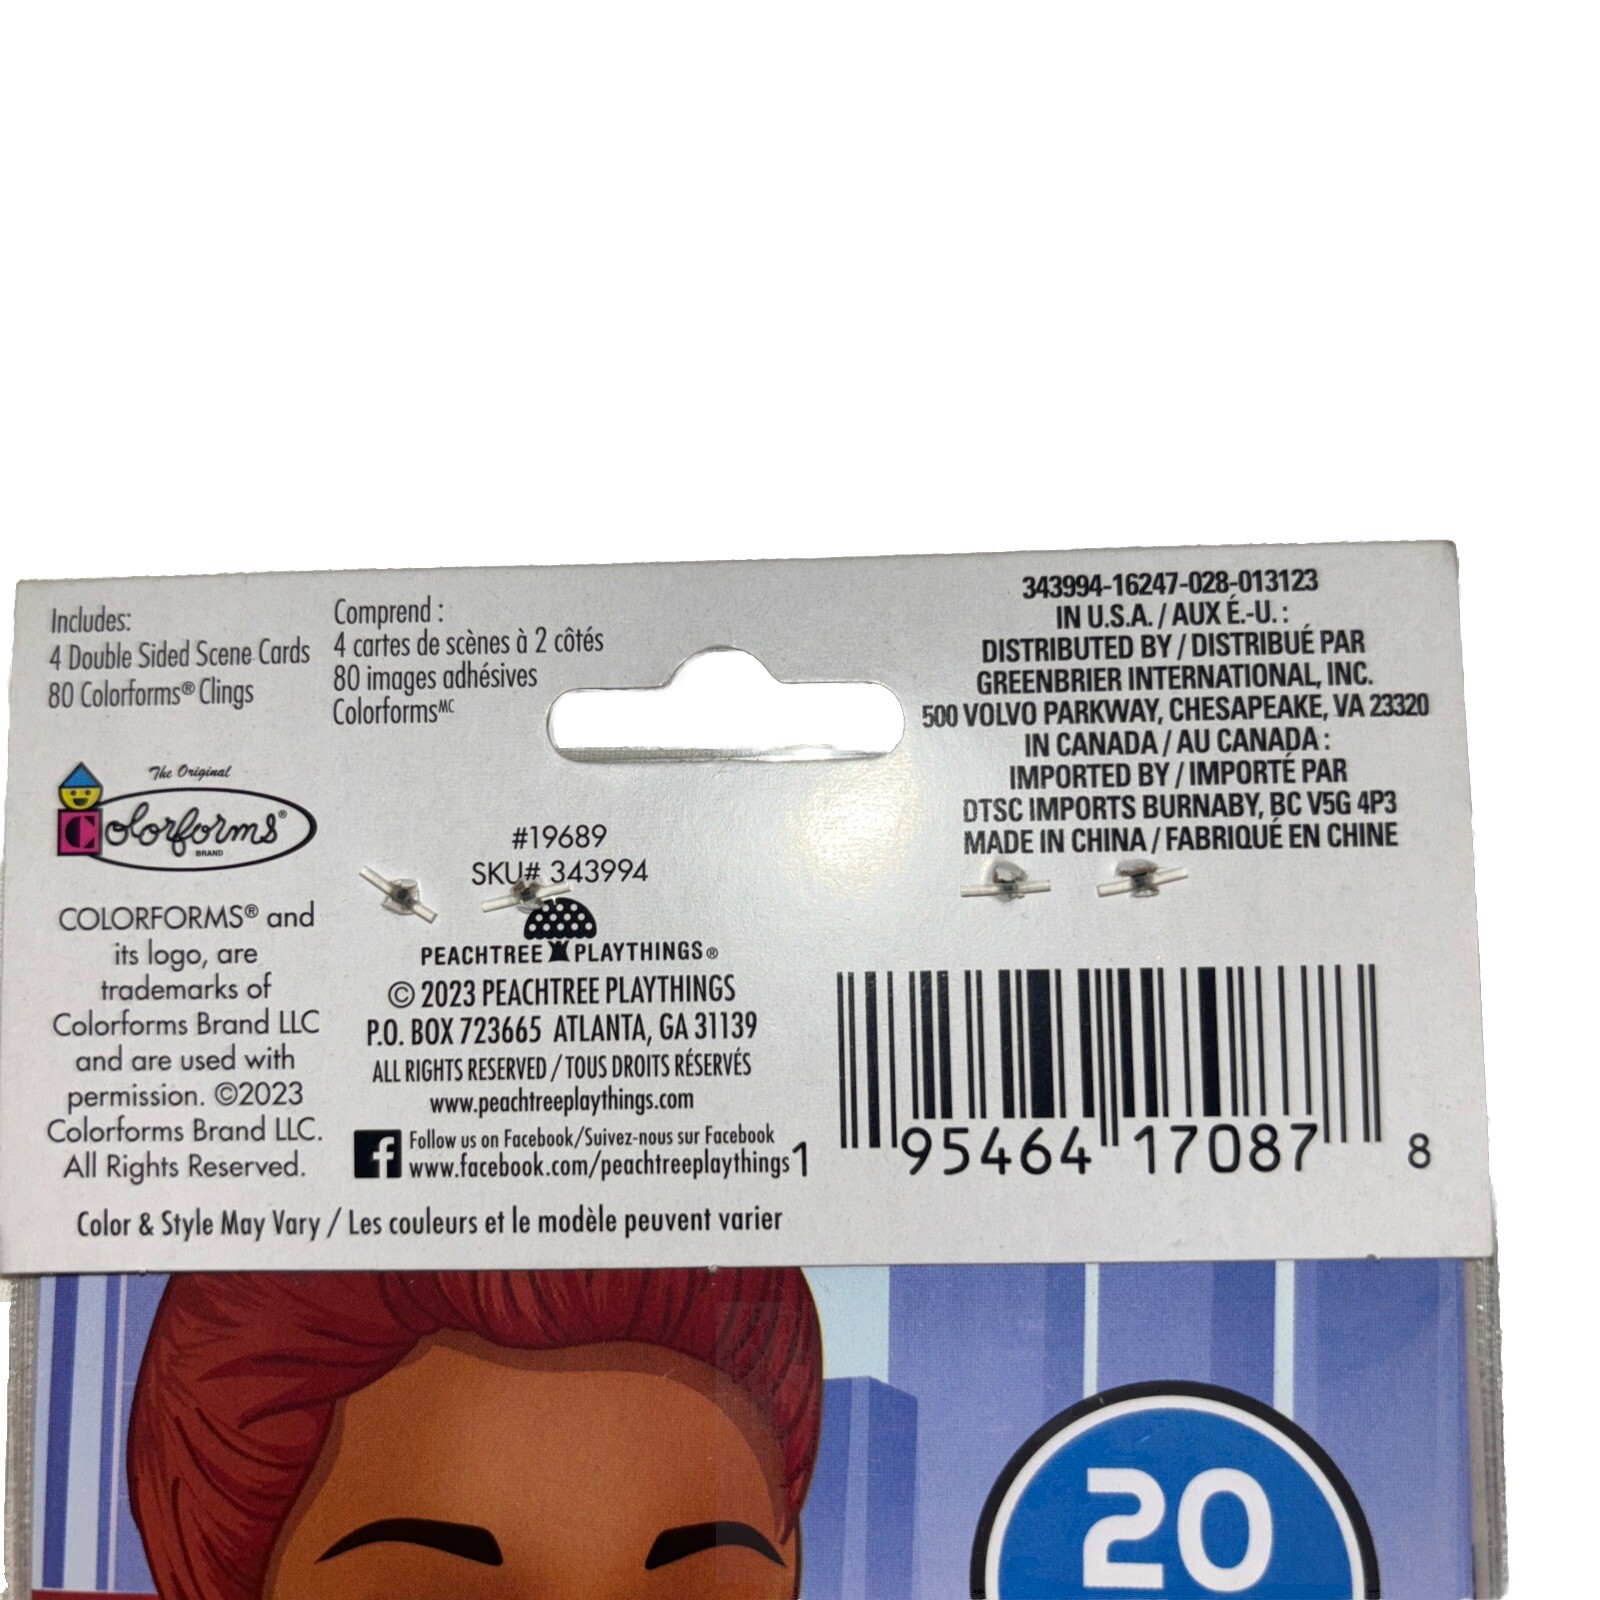 Includes:
4 Double Sided Scene Cards
80 Colorforms® Clings
Comprend :
4 cartes de scènes à 2 côtés
80 images adhésives
Colorformsᴹᶜ
343994-16247-028-013123
IN U.S.A. / AUX É.-U. :
DISTRIBUTED BY / DISTRIBUÉ PAR
GREENBRIER INTERNATIONAL, INC.
500 VOLVO PARKWAY, CHESAPEAKE, VA 23320
IN CANADA / AU CANADA :
IMPORTED BY / IMPORTÉ PAR
DTSC IMPORTS BURNABY, BC V5G 4P3
MADE IN CHINA / FABRIQUÉ EN CHINE
The Original
Colorforms®
BRAND
COLORFORMS® and
its logo, are
trademarks of
Colorforms Brand LLC
and are used with
permission. ©2023
Colorforms Brand LLC.
All Rights Reserved.
#19689
SKU# 343994
PEACHTREE PLAYTHINGS®
© 2023 PEACHTREE PLAYTHINGS
P.O. BOX 723665 ATLANTA, GA 31139
ALL RIGHTS RESERVED / TOUS DROITS RÉSERVÉS
www.peachtreeplaythings.com
f
Follow us on Facebook/Suivez-nous sur Facebook
www.facebook.com/peachtreeplaythings
1 95464 17087 8
Color & Style May Vary / Les couleurs et le modèle peuvent varier
20